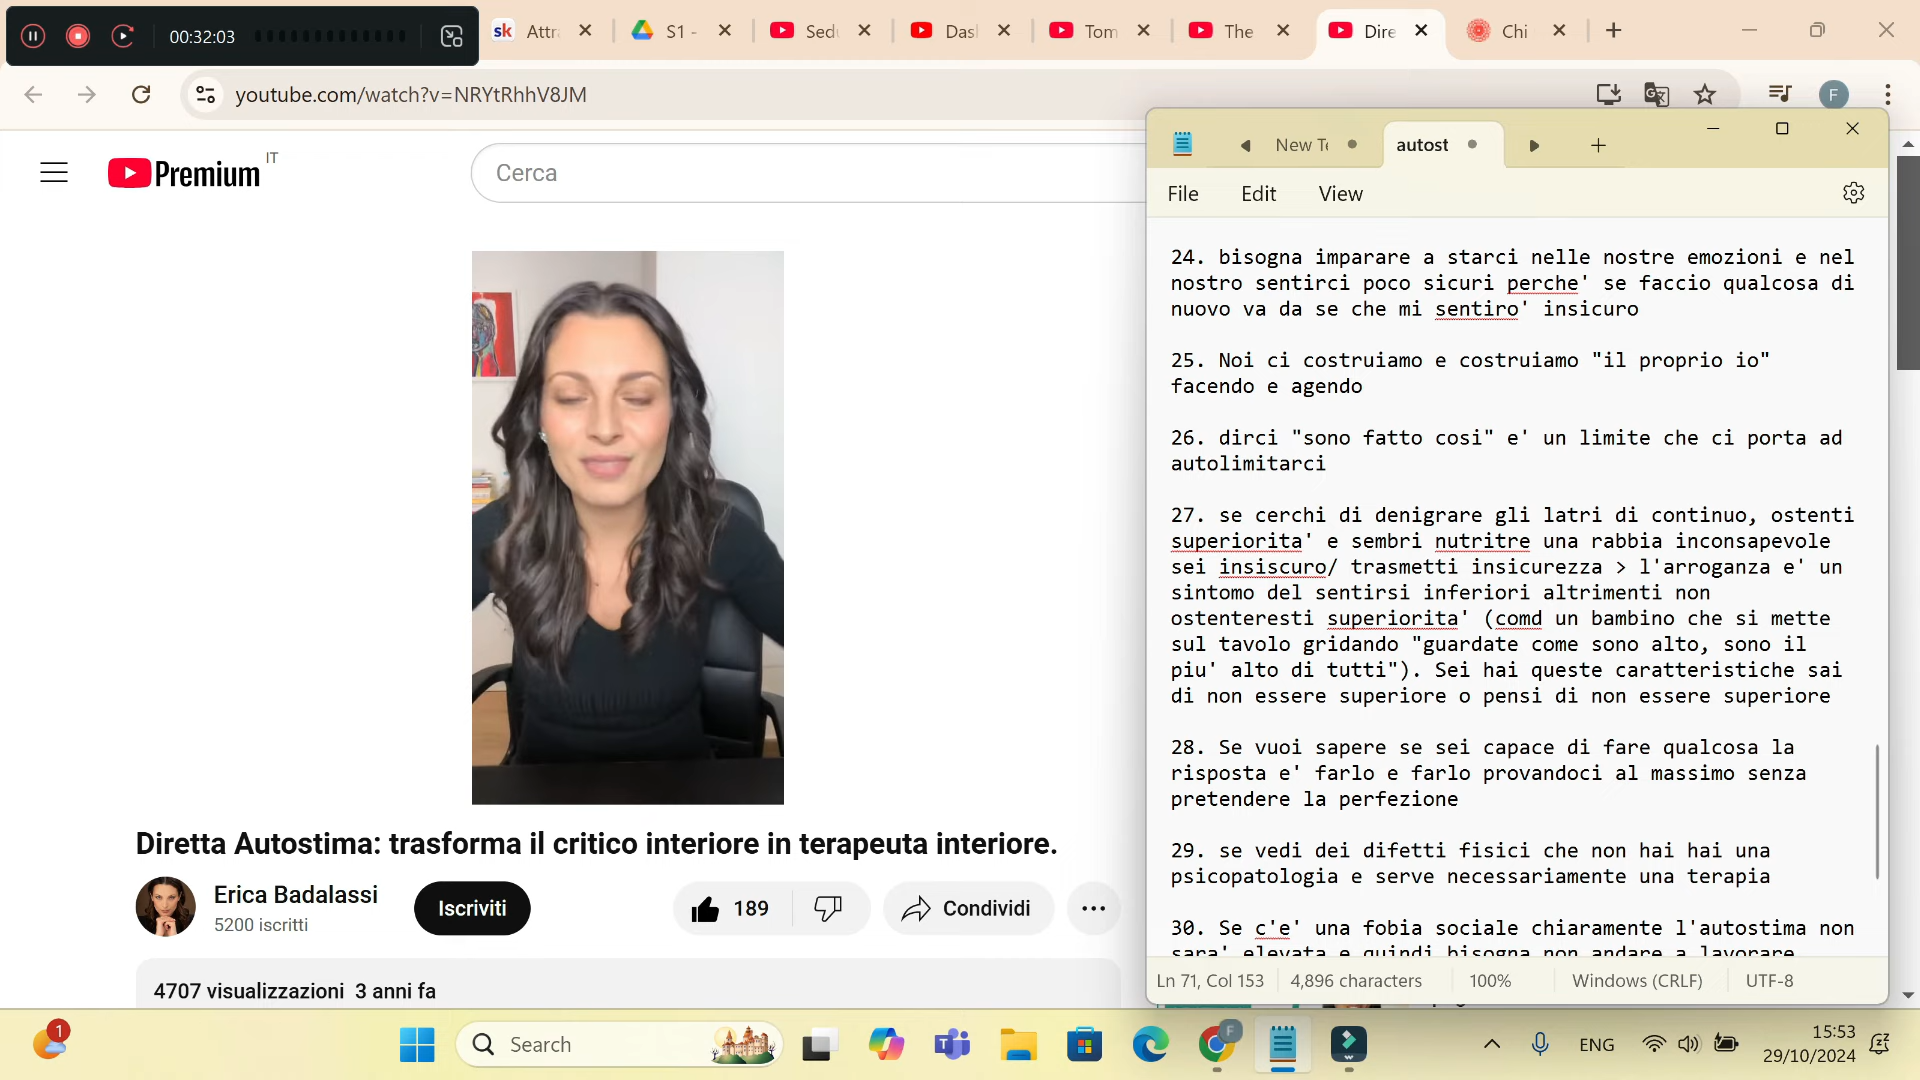 00:32:03
Attr
S1 -
Sedu
Das
Tom
The
Dire
Chi
youtube.com/watch?v=NRYtRhhV8JM
F
Premium IT
Cerca
New Te
autost
File Edit View
24. bisogna imparare a starci nelle nostre emozioni e nel
nostro sentirci poco sicuri perche' se faccio qualcosa di
nuovo va da se che mi sentiro' insicuro
25. Noi ci costruiamo e costruiamo "il proprio io"
facendo e agendo
26. dirci "sono fatto cosi" e' un limite che ci porta ad
autolimitarci
27. se cerchi di denigrare gli latri di continuo, ostenti
superiorita' e sembri nutritre una rabbia inconsapevole
sei insiscuro/ trasmetti insicurezza > l'arroganza e' un
sintomo del sentirsi inferiori altrimenti non
ostenteresti superiorita' (comd un bambino che si mette
sul tavolo gridando "guardate come sono alto, sono il
piu' alto di tutti"). Sei hai queste caratteristiche sai
di non essere superiore o pensi di non essere superiore
28. Se vuoi sapere se sei capace di fare qualcosa la
risposta e' farlo e farlo provandoci al massimo senza
pretendere la perfezione
29. se vedi dei difetti fisici che non hai hai una
psicopatologia e serve necessariamente una terapia
30. Se c'e' una fobia sociale chiaramente l'autostima non
sara' elevata e quindi bisogna non andare a lavorare
Ln 71, Col 153 4,896 characters 100% Windows (CRLF) UTF-8
Diretta Autostima: trasforma il critico interiore in terapeuta interiore.
Erica Badalassi
5200 iscritti
Iscriviti
189
Condividi
4707 visualizzazioni 3 anni fa
1
Search
F
ENG
15:53
29/10/2024